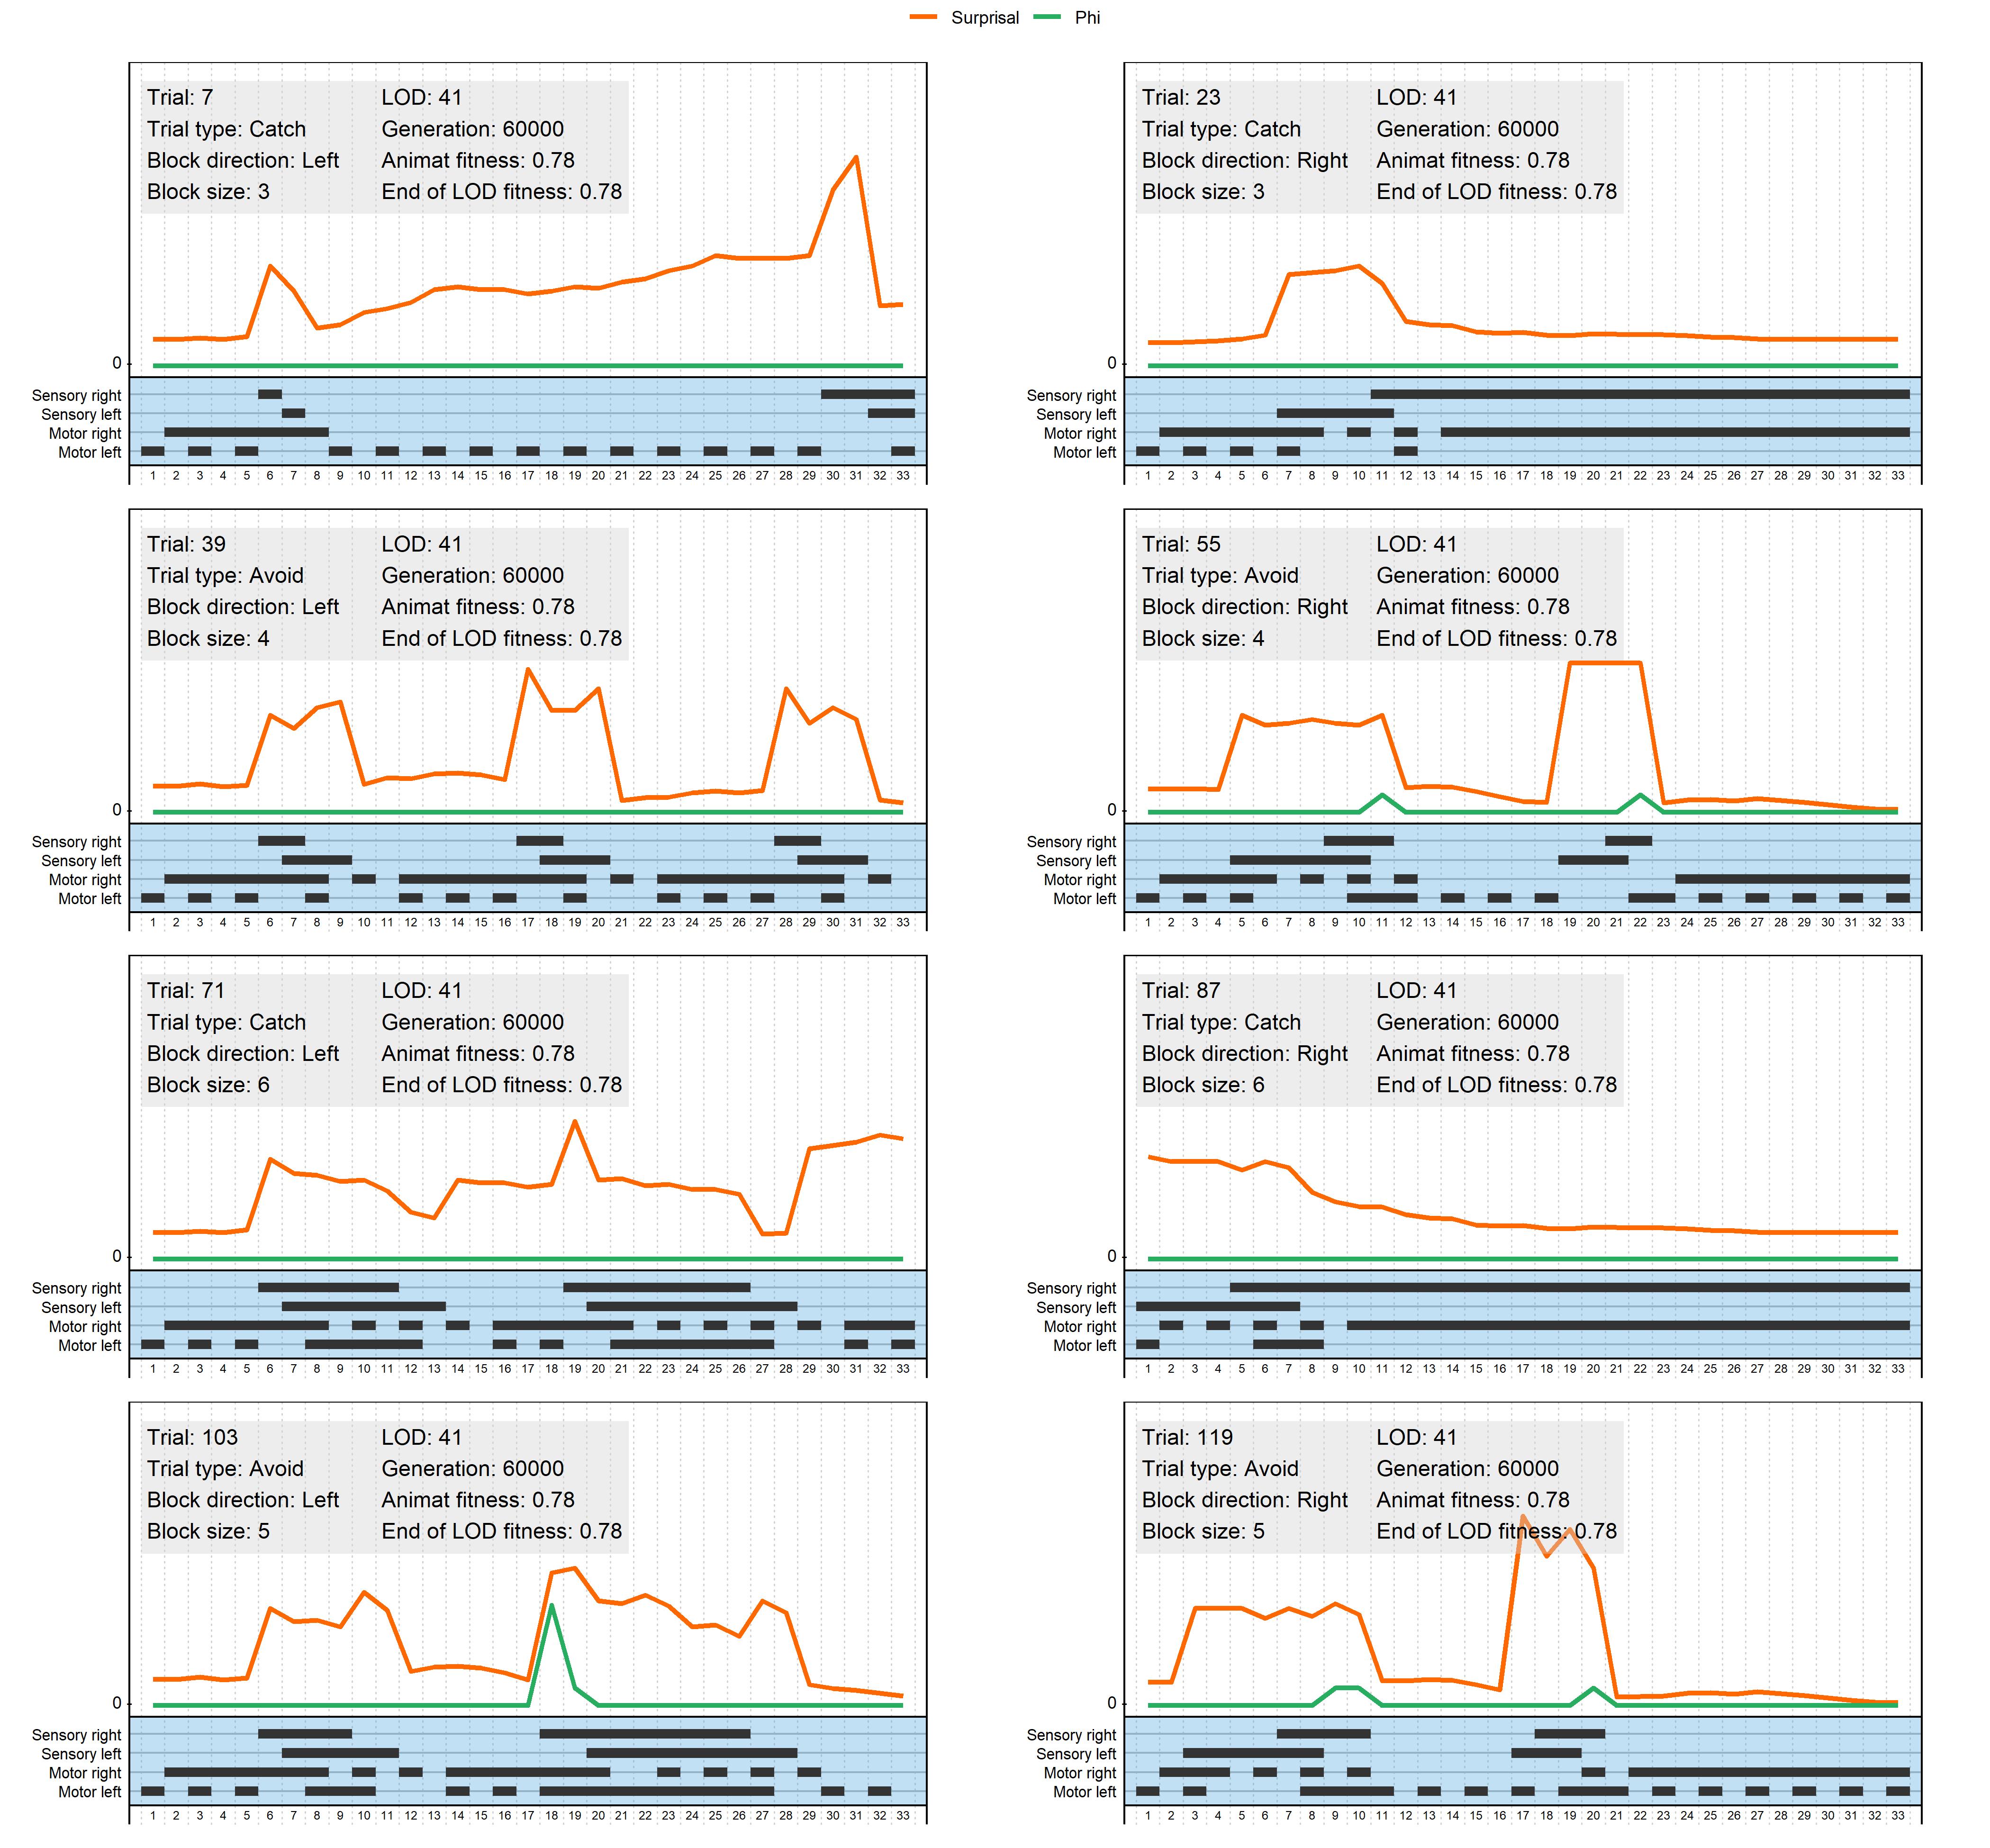 Surprisal Phi
Trial: 7 LOD: 41
Trial type: Catch Generation: 60000
Block direction: Left Animat fitness: 0.78
Block size: 3 End of LOD fitness: 0.78
0
Sensory right
Sensory left
Motor right
Motor left
1 2 3 4 5 6 7 8 9 10 11 12 13 14 15 16 17 18 19 20 21 22 23 24 25 26 27 28 29 30 31 32 33
Trial: 23 LOD: 41
Trial type: Catch Generation: 60000
Block direction: Right Animat fitness: 0.78
Block size: 3 End of LOD fitness: 0.78
0
Sensory right
Sensory left
Motor right
Motor left
1 2 3 4 5 6 7 8 9 10 11 12 13 14 15 16 17 18 19 20 21 22 23 24 25 26 27 28 29 30 31 32 33
Trial: 39 LOD: 41
Trial type: Avoid Generation: 60000
Block direction: Left Animat fitness: 0.78
Block size: 4 End of LOD fitness: 0.78
0
Sensory right
Sensory left
Motor right
Motor left
1 2 3 4 5 6 7 8 9 10 11 12 13 14 15 16 17 18 19 20 21 22 23 24 25 26 27 28 29 30 31 32 33
Trial: 55 LOD: 41
Trial type: Avoid Generation: 60000
Block direction: Right Animat fitness: 0.78
Block size: 4 End of LOD fitness: 0.78
0
Sensory right
Sensory left
Motor right
Motor left
1 2 3 4 5 6 7 8 9 10 11 12 13 14 15 16 17 18 19 20 21 22 23 24 25 26 27 28 29 30 31 32 33
Trial: 71 LOD: 41
Trial type: Catch Generation: 60000
Block direction: Left Animat fitness: 0.78
Block size: 6 End of LOD fitness: 0.78
0
Sensory right
Sensory left
Motor right
Motor left
1 2 3 4 5 6 7 8 9 10 11 12 13 14 15 16 17 18 19 20 21 22 23 24 25 26 27 28 29 30 31 32 33
Trial: 87 LOD: 41
Trial type: Catch Generation: 60000
Block direction: Right Animat fitness: 0.78
Block size: 6 End of LOD fitness: 0.78
0
Sensory right
Sensory left
Motor right
Motor left
1 2 3 4 5 6 7 8 9 10 11 12 13 14 15 16 17 18 19 20 21 22 23 24 25 26 27 28 29 30 31 32 33
Trial: 103 LOD: 41
Trial type: Avoid Generation: 60000
Block direction: Left Animat fitness: 0.78
Block size: 5 End of LOD fitness: 0.78
0
Sensory right
Sensory left
Motor right
Motor left
1 2 3 4 5 6 7 8 9 10 11 12 13 14 15 16 17 18 19 20 21 22 23 24 25 26 27 28 29 30 31 32 33
Trial: 119 LOD: 41
Trial type: Avoid Generation: 60000
Block direction: Right Animat fitness: 0.78
Block size: 5 End of LOD fitness: 0.78
0
Sensory right
Sensory left
Motor right
Motor left
1 2 3 4 5 6 7 8 9 10 11 12 13 14 15 16 17 18 19 20 21 22 23 24 25 26 27 28 29 30 31 32 33